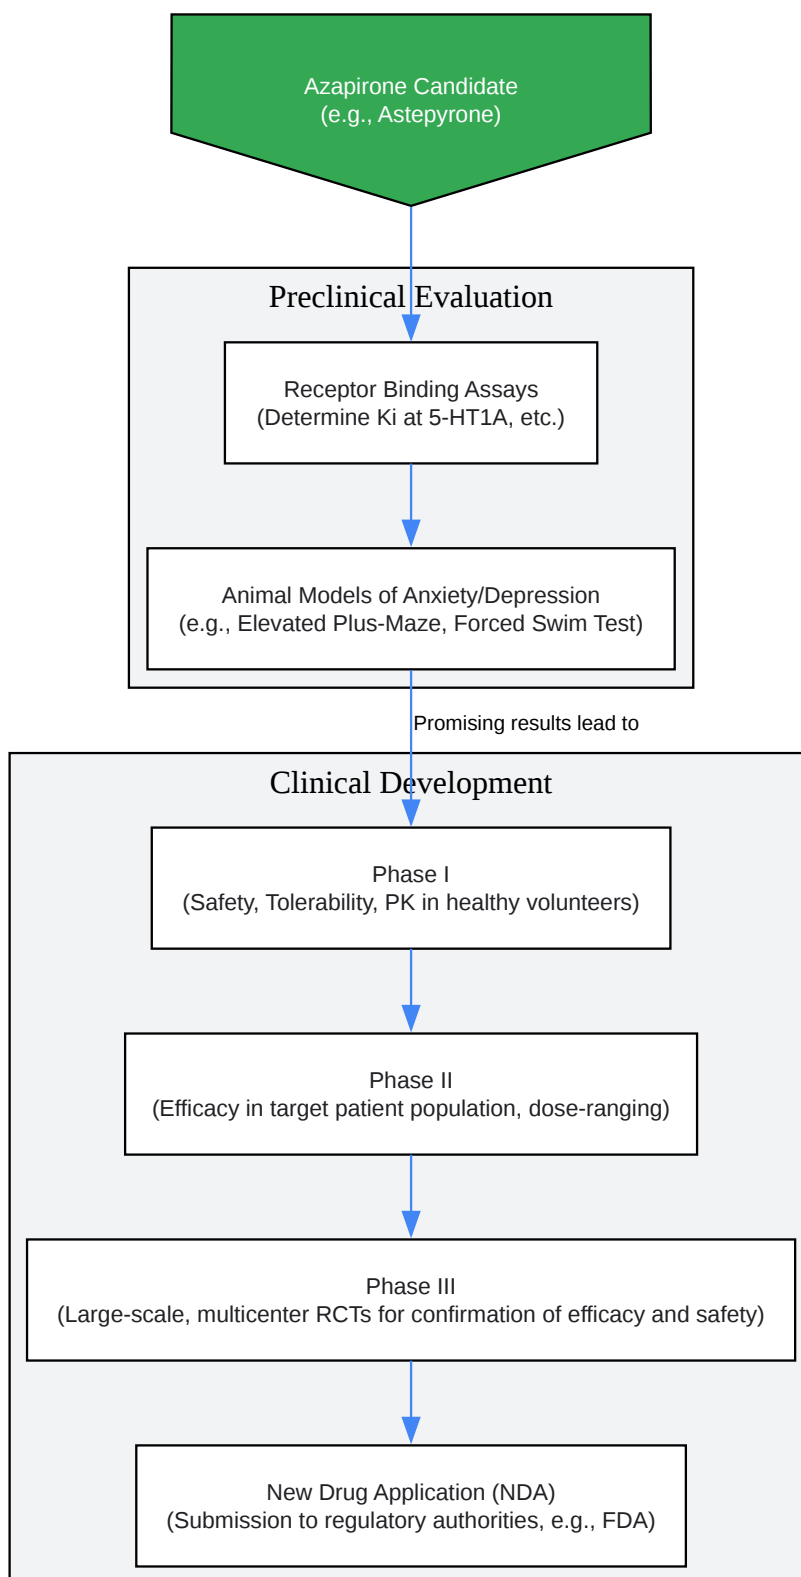 Azapirone Candidate
(e.g., Astepyrone)
Preclinical Evaluation
Receptor Binding Assays
(Determine Ki at 5-HT1A, etc.)
Animal Models of Anxiety/Depression
(e.g., Elevated Plus-Maze, Forced Swim Test)
Promising results lead to
Clinical Development
Phase I
(Safety, Tolerability, PK in healthy volunteers)
Phase II
(Efficacy in target patient population, dose-ranging)
Phase III
(Large-scale, multicenter RCTs for confirmation of efficacy and safety)
New Drug Application (NDA)
(Submission to regulatory authorities, e.g., FDA)